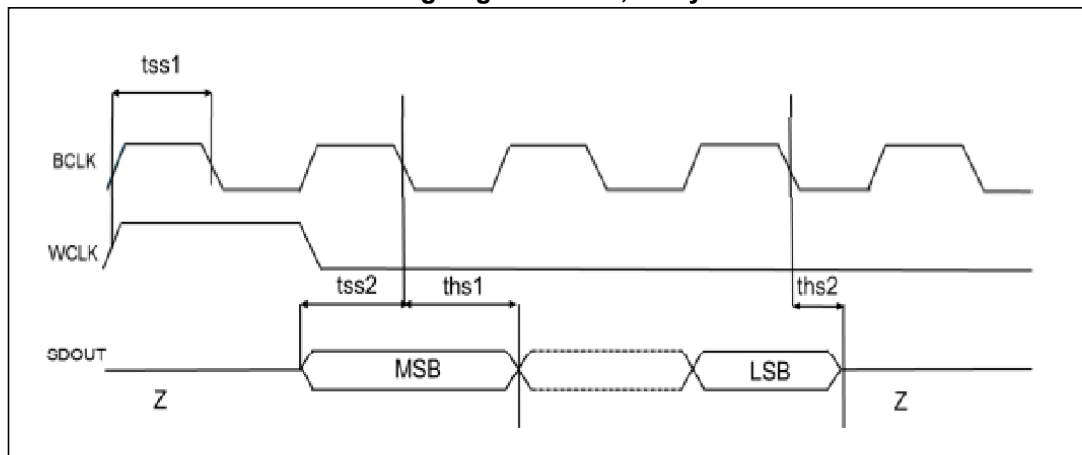 tss1
BCLK
WCLK
tss2
ths1
ths2
SDOUT
MSB
LSB
Z
Z